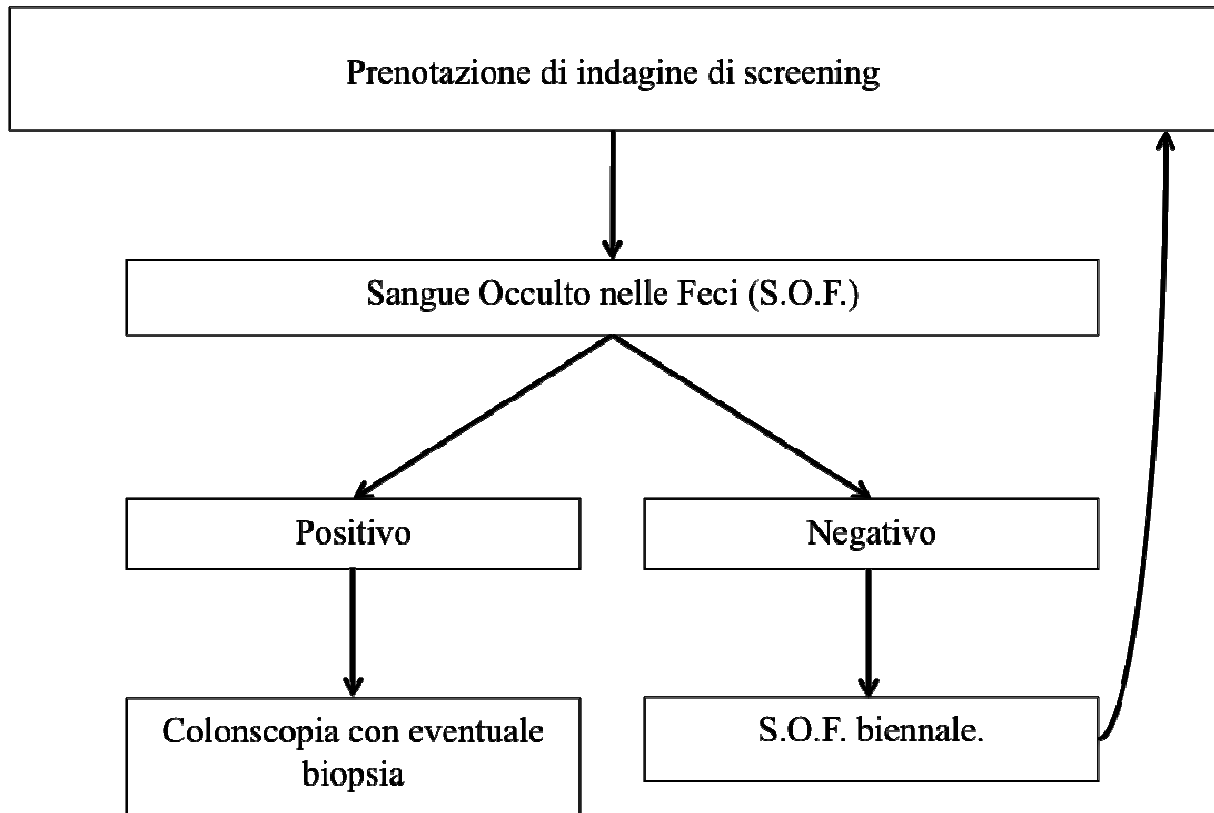 Prenotazione di indagine di screening
Sangue Occulto nelle Feci (S.O.F.)
Positivo
Negativo
Colonscopia con eventuale
biopsia
S.O.F. biennale.